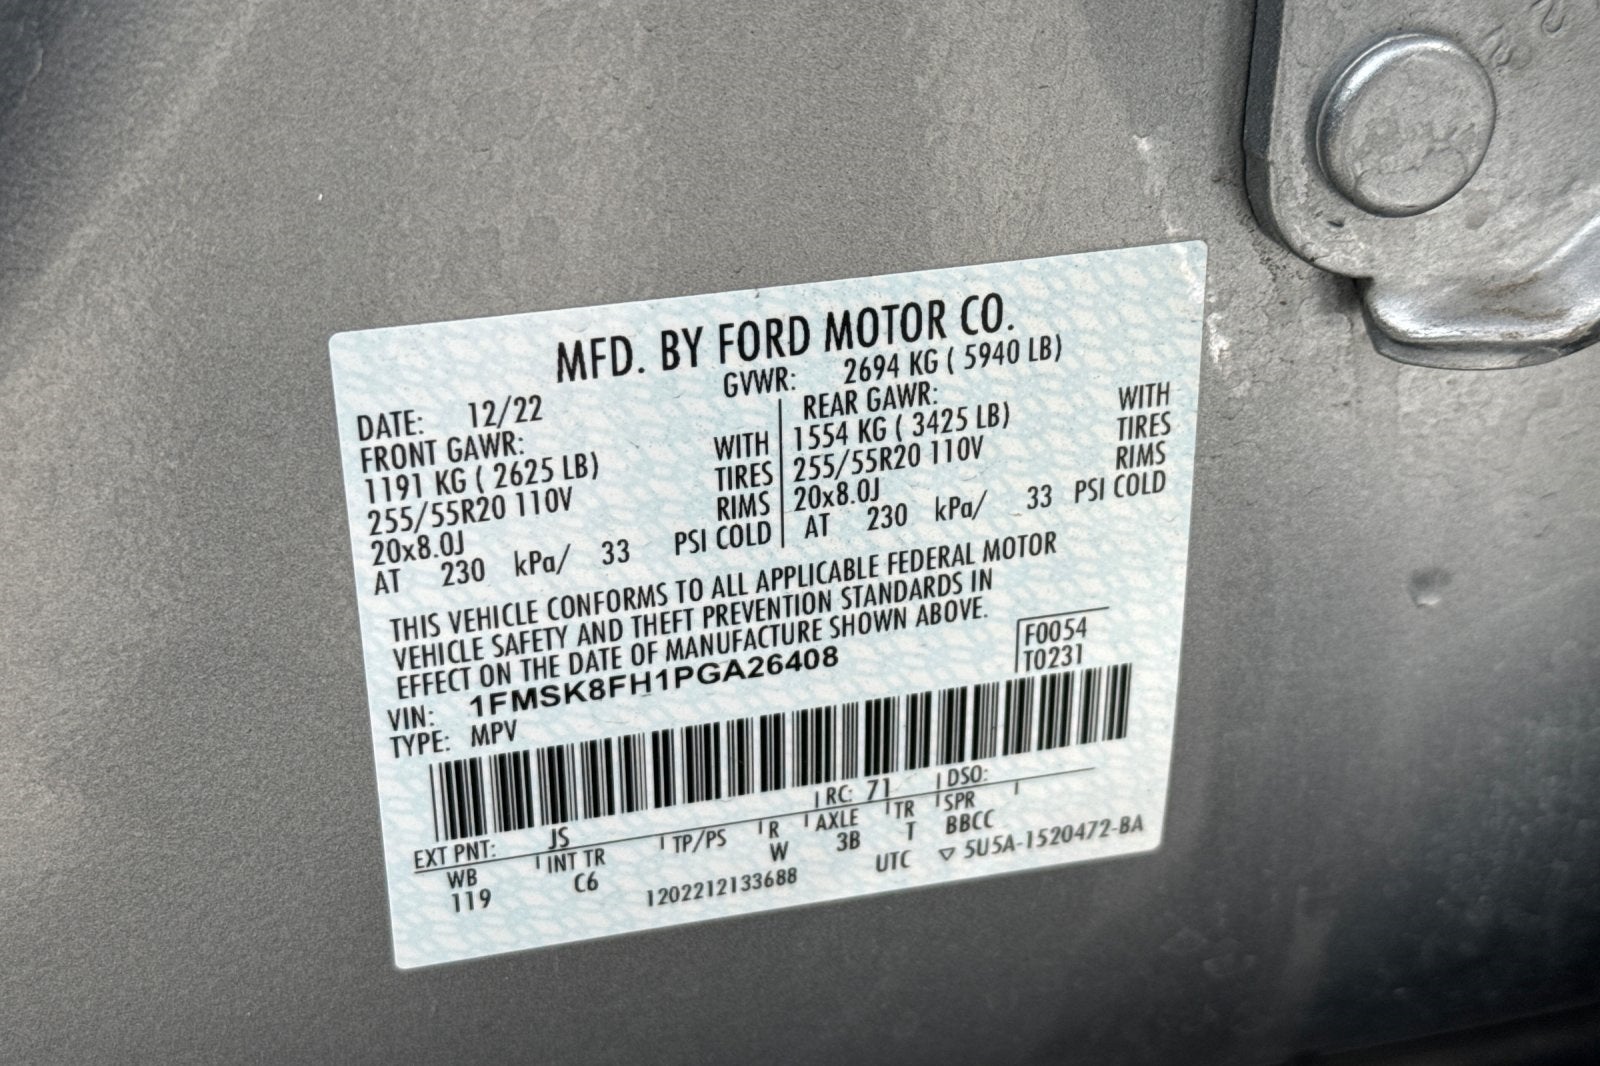 MFD. BY FORD MOTOR CO.
DATE: 12/22 GVWR: 2694 KG ( 5940 LB)
FRONT GAWR: REAR GAWR:
1191 KG ( 2625 LB) WITH 1554 KG ( 3425 LB) WITH
255/55R20 110V TIRES 255/55R20 110V TIRES
20x8.0J RIMS 20x8.0J RIMS
AT 230 kPa/ 33 PSI COLD AT 230 kPa/ 33 PSI COLD
THIS VEHICLE CONFORMS TO ALL APPLICABLE FEDERAL MOTOR
VEHICLE SAFETY AND THEFT PREVENTION STANDARDS IN
EFFECT ON THE DATE OF MANUFACTURE SHOWN ABOVE.
F0054
VIN: 1FMSK8FH1PGA26408 T0231
TYPE: MPV
EXT PNT: JS RC: 71 DSO:
WB INT TR TP/PS R AXLE TR SPR
119 C6 W 3B T BBCC
1202212133688 UTC ▽ 5U5A-1520472-BA